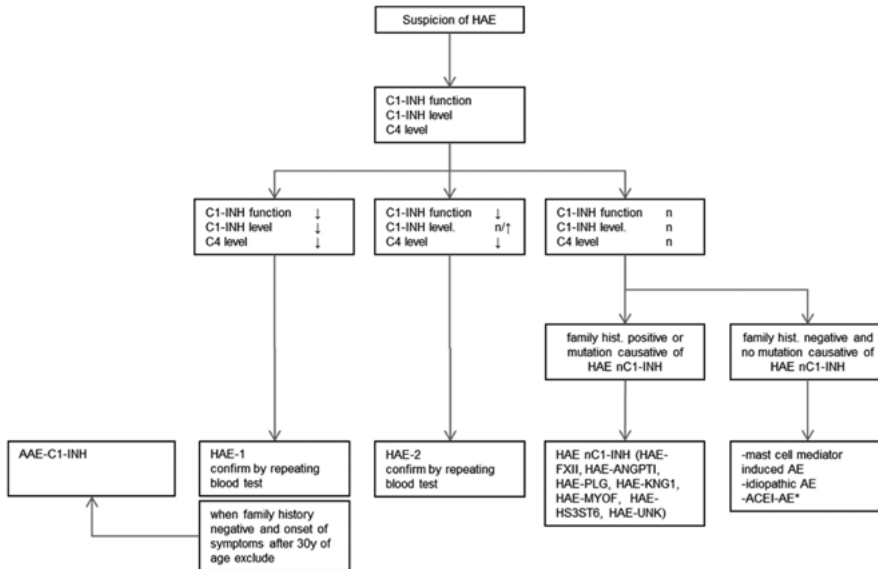 Suspicion of HAE
C1-INH function
C1-INH level
C4 level
C1-INH function ↓
C1-INH level ↓
C4 level ↓
C1-INH function ↓
C1-INH level. n/↑
C4 level ↓
C1-INH function n
C1-INH level. n
C4 level n
family hist. positive or
mutation causative of
HAE nC1-INH
family hist. negative and
no mutation causative of
HAE nC1-INH
AAE-C1-INH
HAE-1
confirm by repeating
blood test
HAE-2
confirm by repeating
blood test
HAE nC1-INH (HAE-
FXII, HAE-ANGPTI,
HAE-PLG, HAE-KNG1,
HAE-MYOF, HAE-
HS3ST6, HAE-UNK)
-mast cell mediator
induced AE
-idiopathic AE
-ACEI-AE*
when family history
negative and onset of
symptoms after 30y of
age exclude